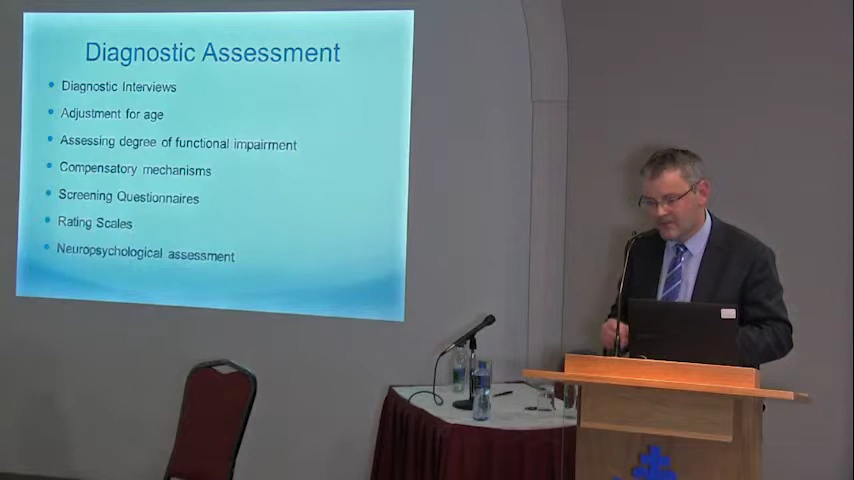 Diagnostic Assessment
Diagnostic Interviews
Adjustment for age
Assessing degree of functional impairment
Compensatory mechanisms
Screening Questionnaires
Rating Scales
Neuropsychological assessment